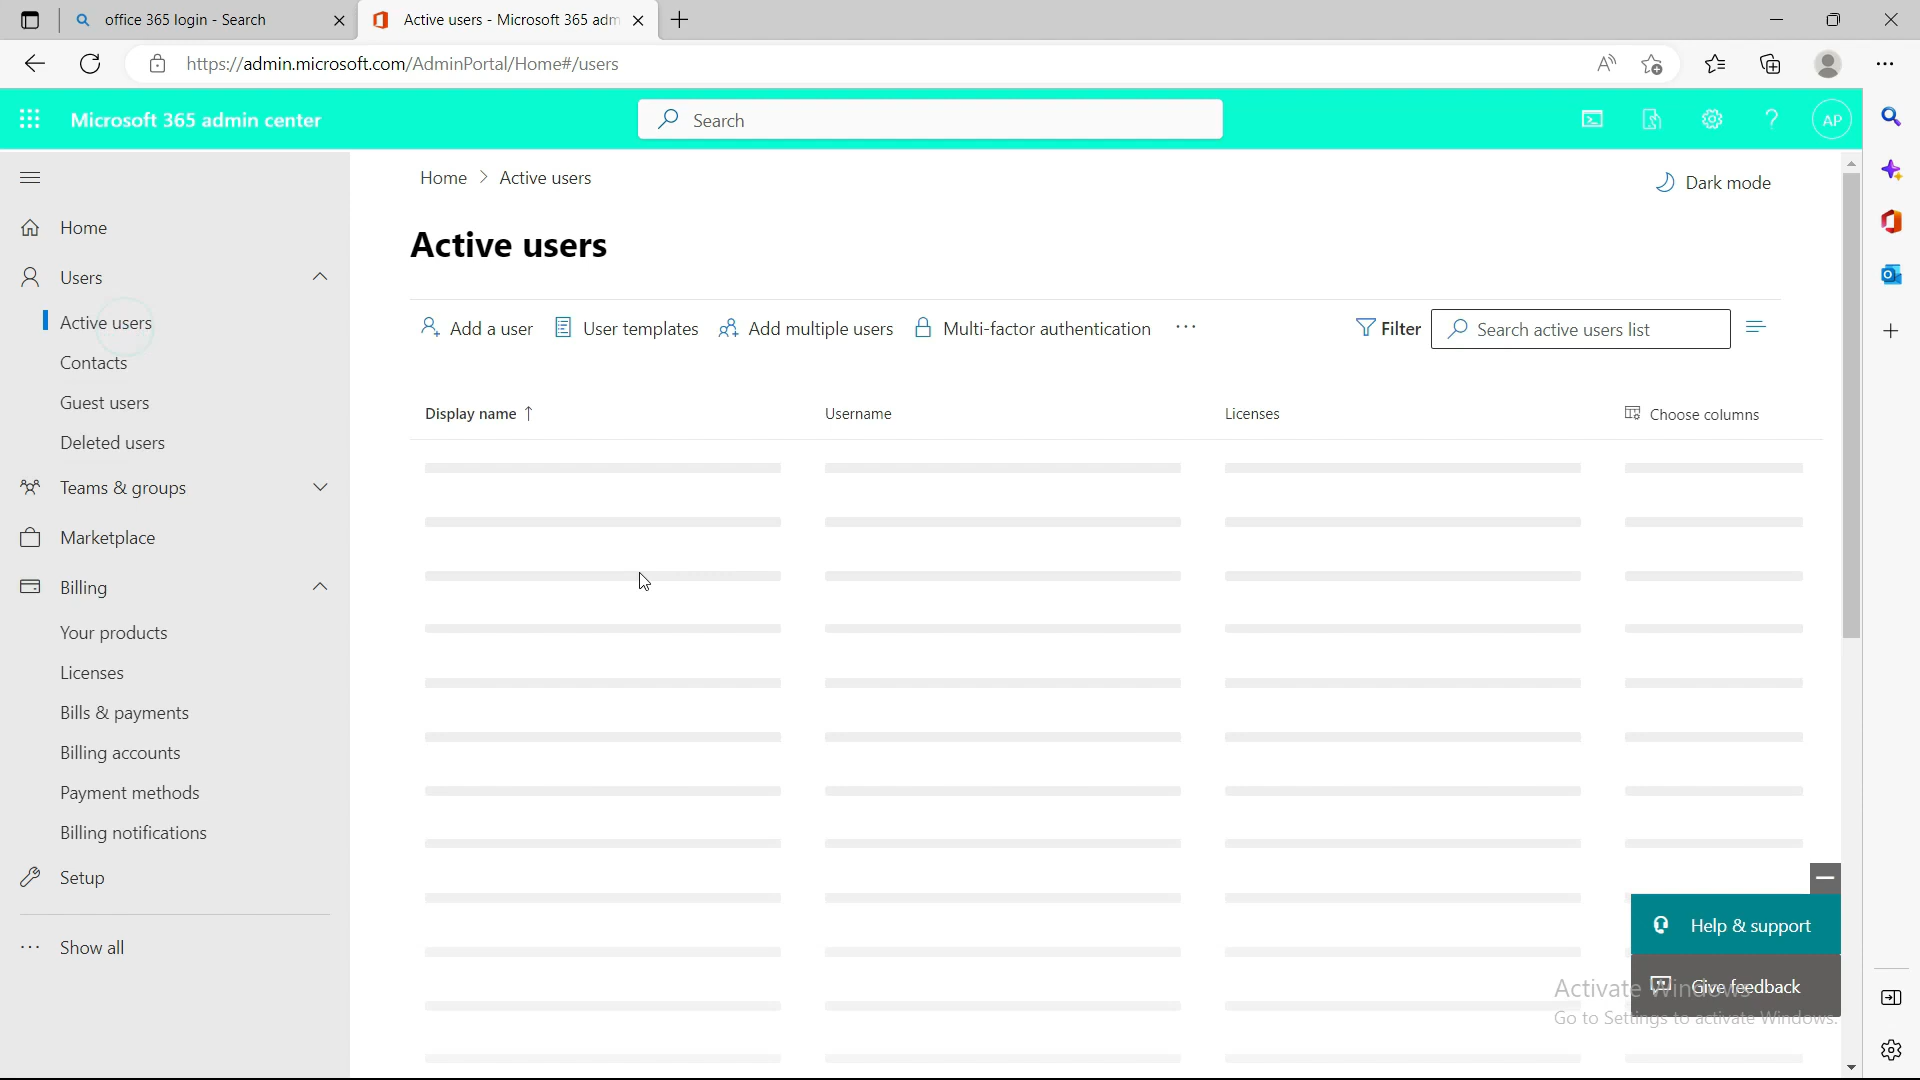 office 365 login - Search
Active users - Microsoft 365 adm
https://admin.microsoft.com/AdminPortal/Home#/users
Microsoft 365 admin center
Search
AP
Home > Active users
Dark mode
Home
Active users
Users
Active users
Add a user
User templates
Add multiple users
Multi-factor authentication
Filter
Search active users list
Contacts
Guest users
Display name ↑
Username
Licenses
Choose columns
Deleted users
Teams & groups
Marketplace
Billing
Your products
Licenses
Bills & payments
Billing accounts
Payment methods
Billing notifications
Setup
Show all
Help & support
Give feedback
Activate Windows
Go to Settings to activate Windows.